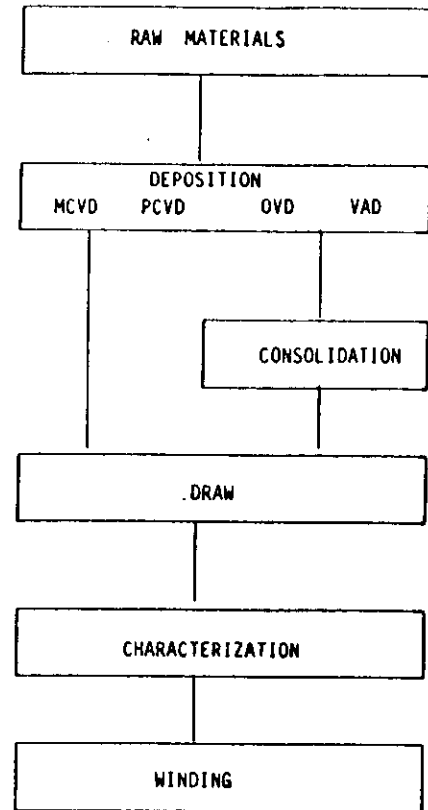 RAW MATERIALS
DEPOSITION
MCVD PCVD OVD VAD
CONSOLIDATION
.DRAW
CHARACTERIZATION
WINDING